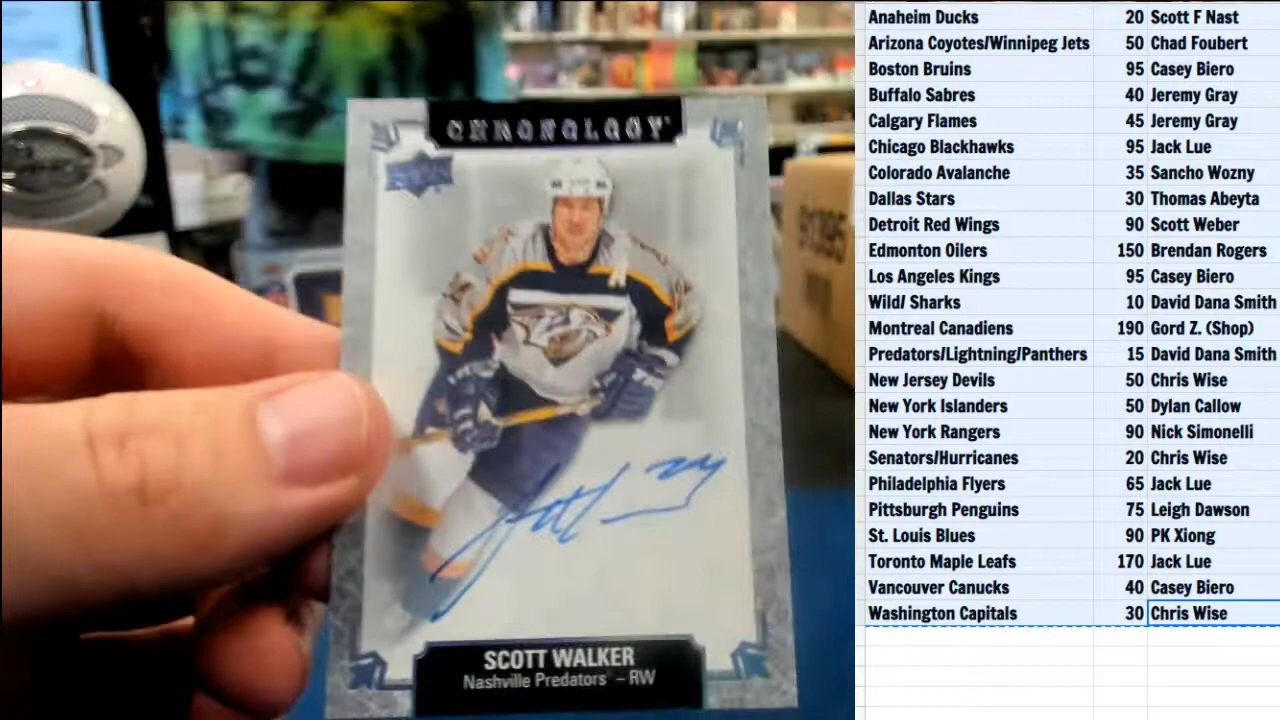 CHRONOLOGY
SCOTT WALKER
Nashville Predators - RW
91395
Anaheim Ducks 20 Scott F Nast
Arizona Coyotes/Winnipeg Jets 50 Chad Foubert
Boston Bruins 95 Casey Biero
Buffalo Sabres 40 Jeremy Gray
Calgary Flames 45 Jeremy Gray
Chicago Blackhawks 95 Jack Lue
Colorado Avalanche 35 Sancho Wozny
Dallas Stars 30 Thomas Abeyta
Detroit Red Wings 90 Scott Weber
Edmonton Oilers 150 Brendan Rogers
Los Angeles Kings 95 Casey Biero
Wild/ Sharks 10 David Dana Smith
Montreal Canadiens 190 Gord Z. (Shop)
Predators/Lightning/Panthers 15 David Dana Smith
New Jersey Devils 50 Chris Wise
New York Islanders 50 Dylan Callow
New York Rangers 90 Nick Simonelli
Senators/Hurricanes 20 Chris Wise
Philadelphia Flyers 65 Jack Lue
Pittsburgh Penguins 75 Leigh Dawson
St. Louis Blues 90 PK Xiong
Toronto Maple Leafs 170 Jack Lue
Vancouver Canucks 40 Casey Biero
Washington Capitals 30 Chris Wise